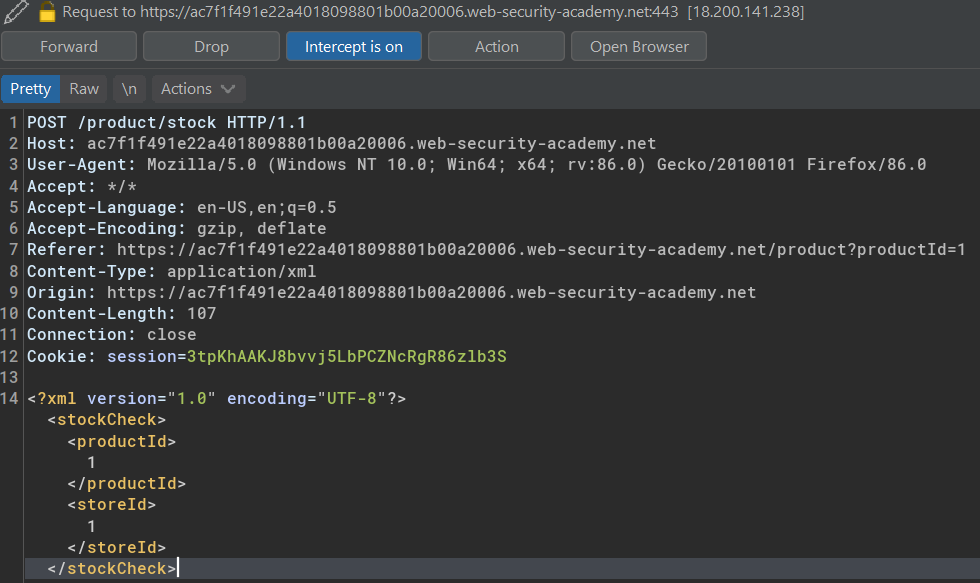 Request to https://ac7f1f491e22a4018098801b00a20006.web-security-academy.net:443 [18.200.141.238]
Forward Drop Intercept is on Action Open Browser
Pretty Raw \n Actions
1 POST /product/stock HTTP/1.1
2 Host: ac7f1f491e22a4018098801b00a20006.web-security-academy.net
3 User-Agent: Mozilla/5.0 (Windows NT 10.0; Win64; x64; rv:86.0) Gecko/20100101 Firefox/86.0
4 Accept: */*
5 Accept-Language: en-US,en;q=0.5
6 Accept-Encoding: gzip, deflate
7 Referer: https://ac7f1f491e22a4018098801b00a20006.web-security-academy.net/product?productId=1
8 Content-Type: application/xml
9 Origin: https://ac7f1f491e22a4018098801b00a20006.web-security-academy.net
10 Content-Length: 107
11 Connection: close
12 Cookie: session=3tpKhAAKJ8bvvj5LbPCZNcRgR86zlb3S
13
14 <?xml version="1.0" encoding="UTF-8"?>
<stockCheck>
<productId>
1
</productId>
<storeId>
1
</storeId>
</stockCheck>